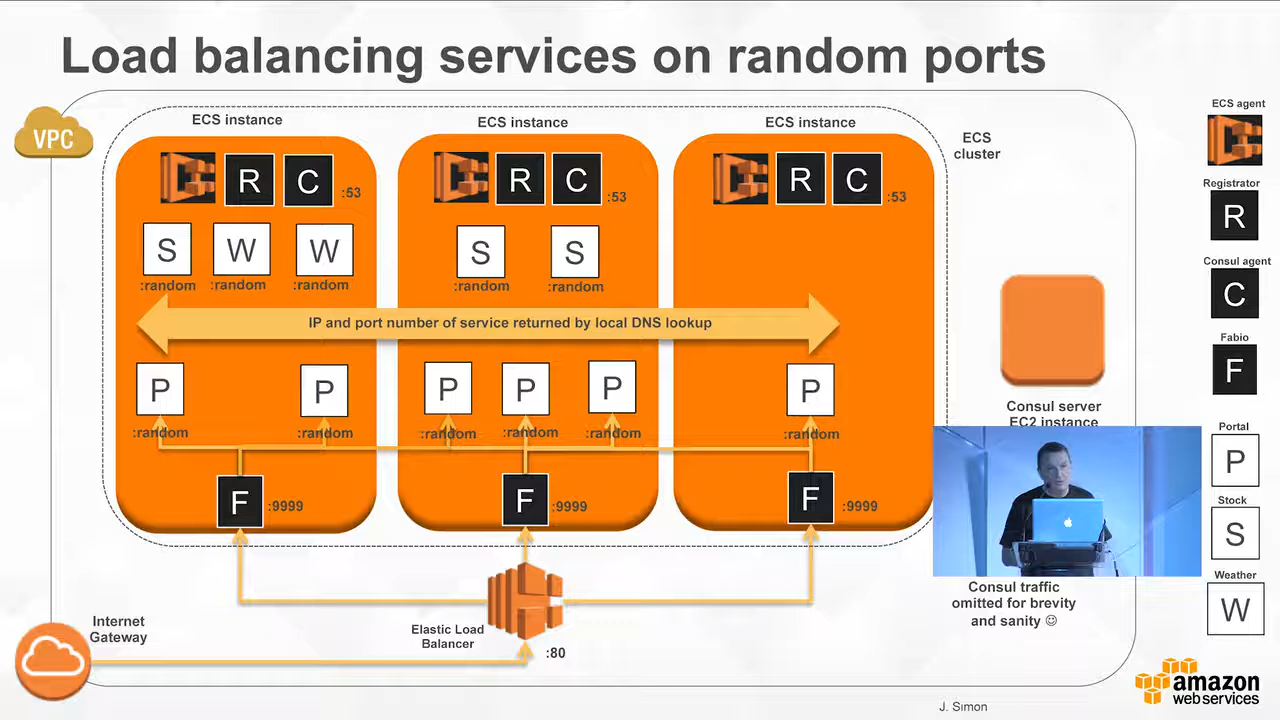 Load balancing services on random ports
VPC
ECS instance
ECS instance
ECS instance
ECS
cluster
R
C
:53
R
C
:53
R
C
:53
S
W
W
:random
:random
:random
S
S
:random
:random
IP and port number of service returned by local DNS lookup
P
P
P
P
P
P
:random
:random
:random
:random
:random
:random
F
:9999
F
:9999
F
:9999
Internet
Gateway
Elastic Load
Balancer
:80
Consul server
EC2 instance
Consul traffic
omitted for brevity
and sanity ☺
ECS agent
Registrator
R
Consul agent
C
Fabio
F
Portal
P
Stock
S
Weather
W
amazon
web services
J. Simon